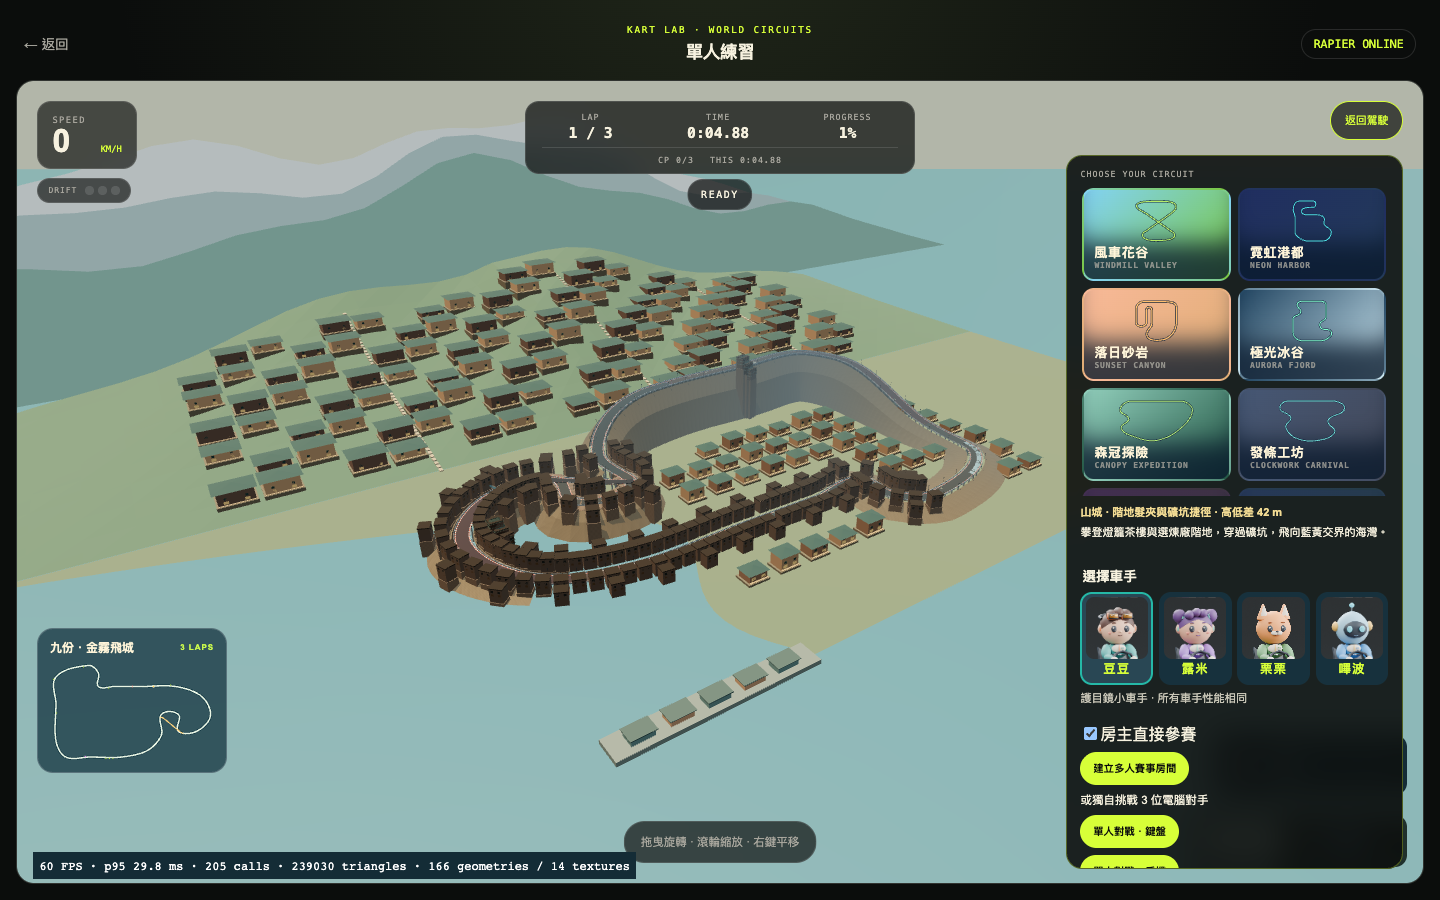 ← 返回
KART LAB · WORLD CIRCUITS
單人練習
RAPIER ONLINE
SPEED
0
KM/H
DRIFT
LAP
TIME
PROGRESS
1 / 3
0:04.88
1%
CP 0/3 THIS 0:04.88
READY
返回駕駛
CHOOSE YOUR CIRCUIT
風車花谷
WINDMILL VALLEY
霓虹港都
NEON HARBOR
落日砂岩
SUNSET CANYON
極光冰谷
AURORA FJORD
森冠探險
CANOPY EXPEDITION
發條工坊
CLOCKWORK CARNIVAL
山城 · 階地髮夾與礦坑捷徑 · 高低差 42 m
攀登燈籠茶樓與選煉廠階地，穿過礦坑，飛向藍黃交界的海灣。
選擇車手
豆豆
露米
栗栗
嗶波
護目鏡小車手 · 所有車手性能相同
房主直接參賽
建立多人賽事房間
或獨自挑戰 3 位電腦對手
單人對戰 · 鍵盤
九份 · 金霧飛城
3 LAPS
拖曳旋轉 · 滾輪縮放 · 右鍵平移
60 FPS · p95 29.8 ms · 205 calls · 239030 triangles · 166 geometries / 14 textures